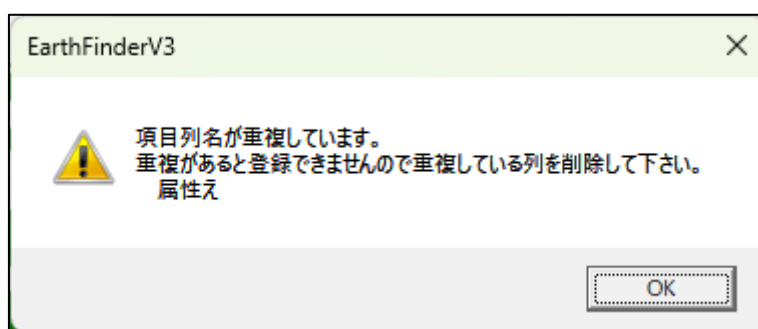 EarthFinderV3
項目列名が重複しています。
重複があると登録できませんので重複している列を削除して下さい。
属性え
OK